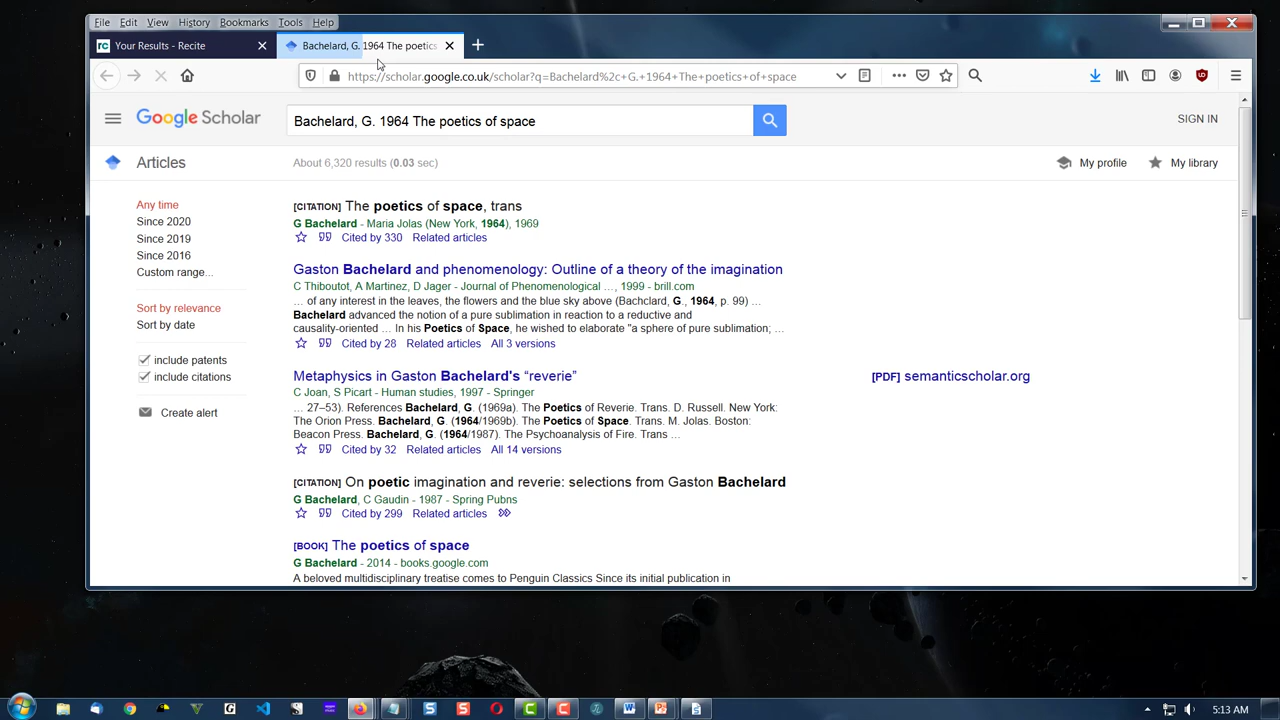 File Edit View History Bookmarks Tools Help
rc Your Results - Recite
Bachelard, G. 1964 The poetics
https://scholar.google.co.uk/scholar?q=Bachelard%2c+G.+1964+The+poetics+of+space
Google Scholar
Bachelard, G. 1964 The poetics of space
SIGN IN
Articles
About 6,320 results (0.03 sec)
My profile
My library
Any time
Since 2020
Since 2019
Since 2016
Custom range...
Sort by relevance
Sort by date
include patents
include citations
Create alert
[CITATION] The poetics of space, trans
G Bachelard - Maria Jolas (New York, 1964), 1969
Cited by 330 Related articles
Gaston Bachelard and phenomenology: Outline of a theory of the imagination
C Thiboutot, A Martinez, D Jager - Journal of Phenomenological ..., 1999 - brill.com
... of any interest in the leaves, the flowers and the blue sky above (Bachclard, G., 1964, p. 99) ...
Bachelard advanced the notion of a pure sublimation in reaction to a reductive and
causality-oriented ... In his Poetics of Space, he wished to elaborate "a sphere of pure sublimation; ...
Cited by 28 Related articles All 3 versions
Metaphysics in Gaston Bachelard's “reverie”
C Joan, S Picart - Human studies, 1997 - Springer
... 27–53). References Bachelard, G. (1969a). The Poetics of Reverie. Trans. D. Russell. New York:
The Orion Press. Bachelard, G. (1964/1969b). The Poetics of Space. Trans. M. Jolas. Boston:
Beacon Press. Bachelard, G. (1964/1987). The Psychoanalysis of Fire. Trans ...
Cited by 32 Related articles All 14 versions
[PDF] semanticscholar.org
[CITATION] On poetic imagination and reverie: selections from Gaston Bachelard
G Bachelard, C Gaudin - 1987 - Spring Pubns
Cited by 299 Related articles
[BOOK] The poetics of space
G Bachelard - 2014 - books.google.com
A beloved multidisciplinary treatise comes to Penguin Classics Since its initial publication in
5:13 AM